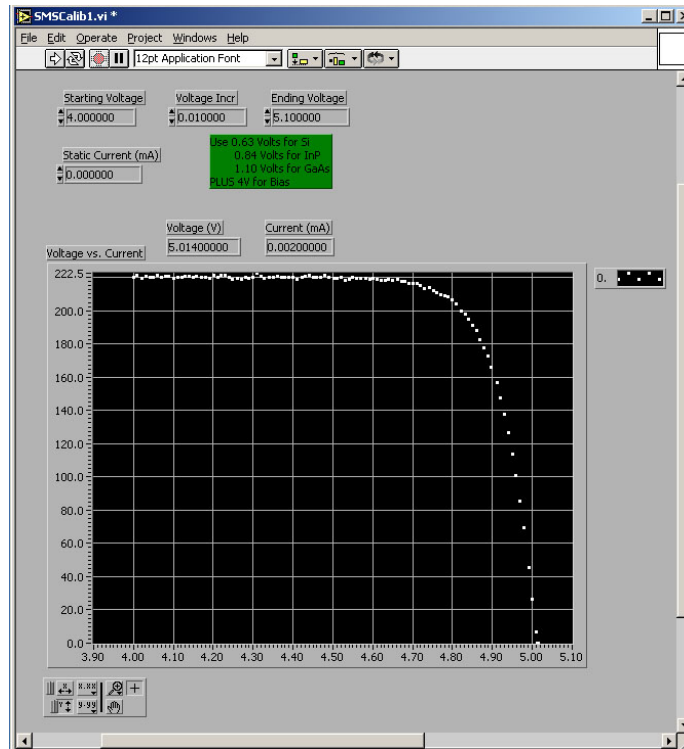 SMSCalib1.vi *
File Edit Operate Project Windows Help
12pt Application Font
Starting Voltage Voltage Incr Ending Voltage
4.000000 0.010000 5.100000
Static Current (mA)
0.000000
Use 0.63 Volts for Si
0.84 Volts for InP
1.10 Volts for GaAs
PLUS 4V for Bias
Voltage (V) Current (mA)
5.01400000 0.00200000
Voltage vs. Current
0.
222.5
200.0
180.0
160.0
140.0
120.0
100.0
80.0
60.0
40.0
20.0
0.0
3.90 4.00 4.10 4.20 4.30 4.40 4.50 4.60 4.70 4.80 4.90 5.00 5.10
x x.xx
Y y.yy